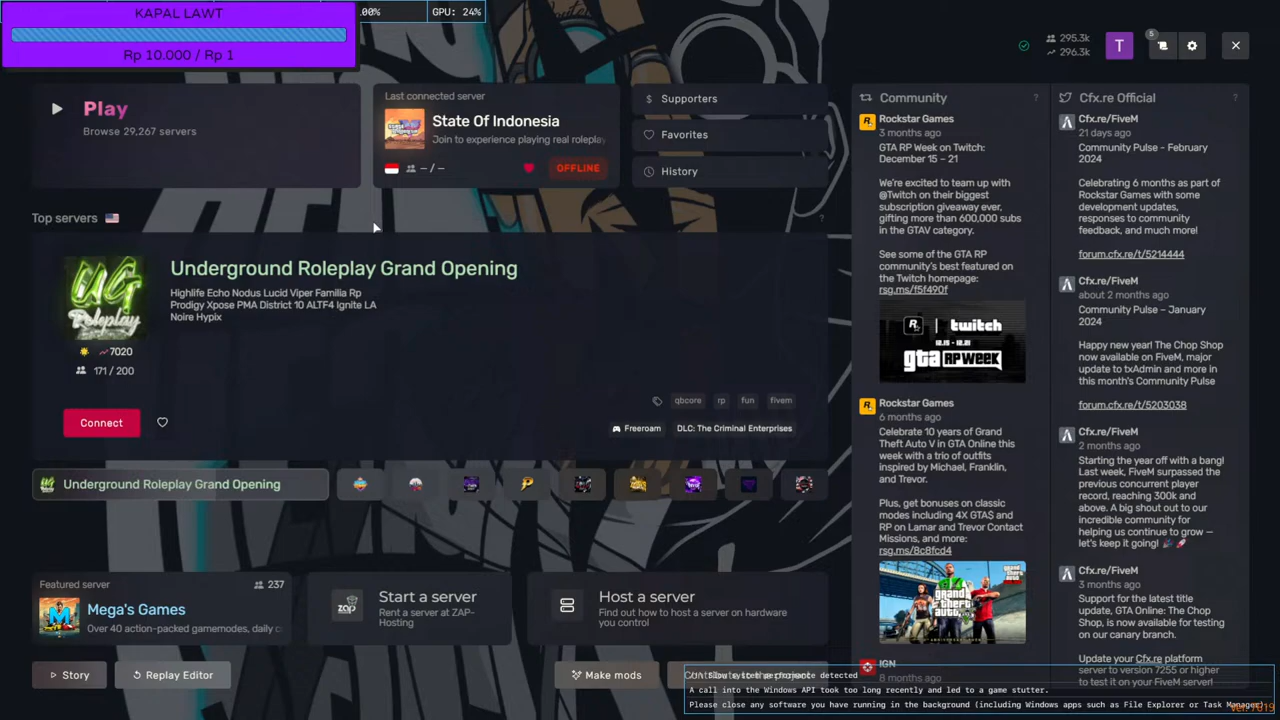 KAPAL LAWT
Rp 10.000 / Rp 1
.00%
GPU: 24%
295.3k
296.3k
T
5
Play
Browse 29,267 servers
Last connected server
State Of Indonesia
Join to experience playing real roleplay
– / –
OFFLINE
Supporters
Favorites
History
Top servers
?
UG
Roleplay
7020
171 / 200
Underground Roleplay Grand Opening
Highlife Echo Nodus Lucid Viper Familia Rp
Prodigy Xpose PMA District 10 ALTF4 Ignite LA
Noire Hypix
qbcore
rp
fun
fivem
Freeroam
DLC: The Criminal Enterprises
Connect
Underground Roleplay Grand Opening
Featured server
237
Mega's Games
Over 40 action-packed gamemodes, daily c
ZAP
Start a server
Rent a server at ZAP-
Hosting
Host a server
Find out how to host a server on hardware
you control
Story
Replay Editor
Make mods
Community
?
Rockstar Games
3 months ago
GTA RP Week on Twitch:
December 15 – 21
We're excited to team up with
@Twitch on their biggest
subscription giveaway ever,
gifting more than 600,000 subs
in the GTAV category.
See some of the GTA RP
community's best featured on
the Twitch homepage:
rsg.ms/f5f490f
R
twitch
12.15 - 12.21
gta RP WEEK
Rockstar Games
6 months ago
Celebrate 10 years of Grand
Theft Auto V in GTA Online this
week with a trio of outfits
inspired by Michael, Franklin,
and Trevor.
Plus, get bonuses on classic
modes including 4X GTA$ and
RP on Lamar and Trevor Contact
Missions, and more:
rsg.ms/8c8fcd4
grand
theft
auto
IGN
8 months ago
Cfx.re Official
?
Cfx.re/FiveM
21 days ago
Community Pulse – February
2024
Celebrating 6 months as part of
Rockstar Games with some
development updates,
responses to community
feedback, and much more!
forum.cfx.re/t/5214444
Cfx.re/FiveM
about 2 months ago
Community Pulse – January
2024
Happy new year! The Chop Shop
now available on FiveM, major
update to txAdmin and more in
this month's Community Pulse
forum.cfx.re/t/5203038
Cfx.re/FiveM
2 months ago
Starting the year off with a bang!
Last week, FiveM surpassed the
previous concurrent player
record, reaching 300k and
above. A big shout out to our
incredible community for
helping us continue to grow —
let's keep it going!
Cfx.re/FiveM
3 months ago
Support for the latest title
update, GTA Online: The Chop
Shop, is now available for testing
on our canary branch.
Update your Cfx.re platform
server to version 7255 or higher
to test it on your FiveM server!
Slow system performance detected
A call into the Windows API took too long recently and led to a game stutter.
Please close any software you have running in the background (including Windows apps such as File Explorer or Task Manager)